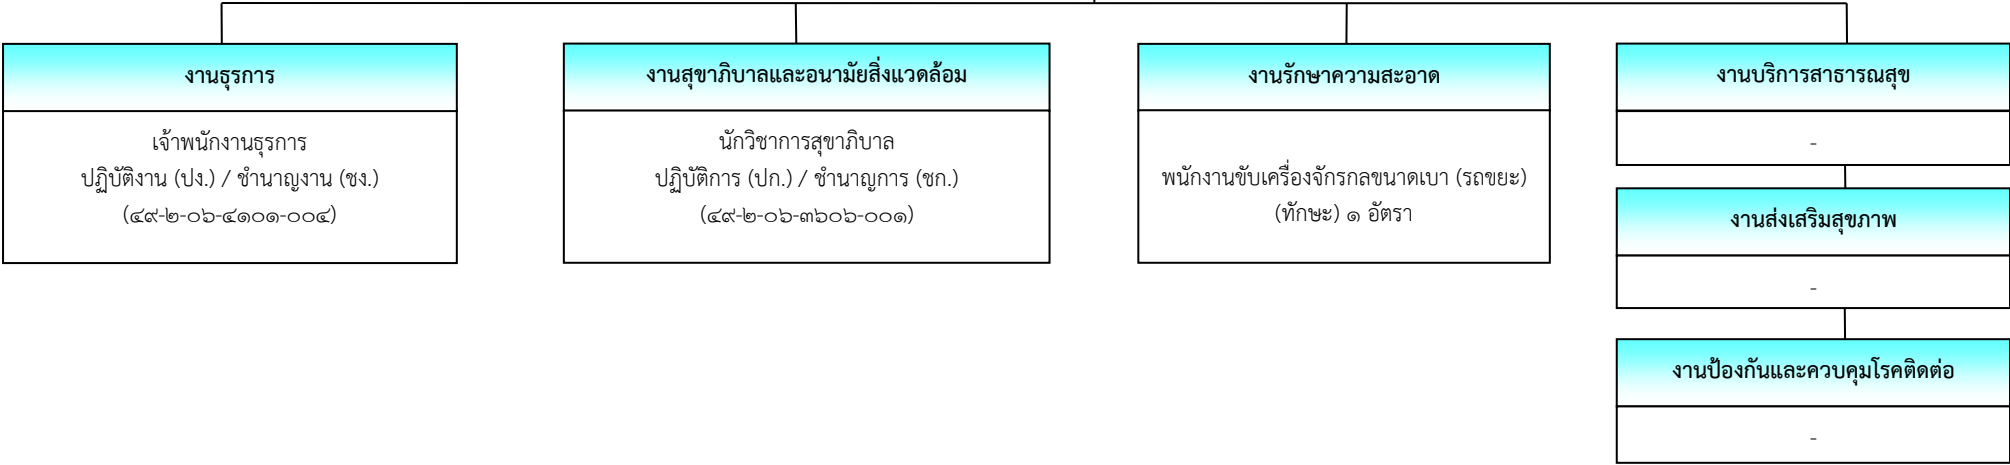 งานธุรการ
เจ้าพนักงานธุรการ
ปฏิบัติงาน (ปง.) / ชำนาญงาน (ชง.)
(๔๙-๒-๐๖-๔๑๐๑-๐๐๔)
งานสุขาภิบาลและอนามัยสิ่งแวดล้อม
นักวิชาการสุขาภิบาล
ปฏิบัติการ (ปก.) / ชำนาญการ (ชก.)
(๔๙-๒-๐๖-๓๖๐๖-๐๐๑)
งานรักษาความสะอาด
พนักงานขับเครื่องจักรกลขนาดเบา (รถขยะ)
(ทักษะ) ๑ อัตรา
งานบริการสาธารณสุข
-
งานส่งเสริมสุขภาพ
-
งานป้องกันและควบคุมโรคติดต่อ
-